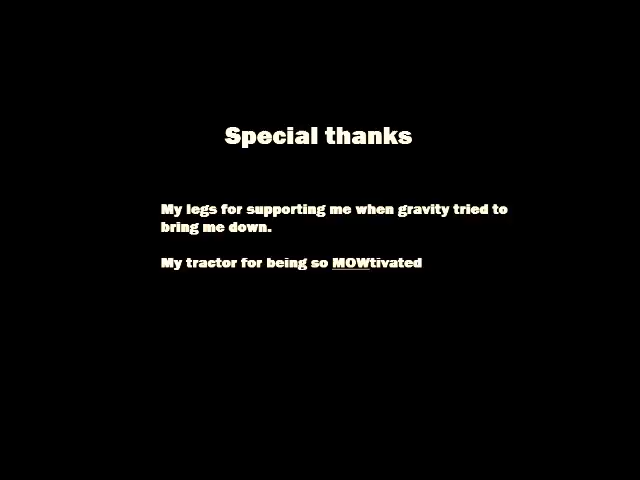 Special thanks
My legs for supporting me when gravity tried to
bring me down.
My tractor for being so MOWtivated